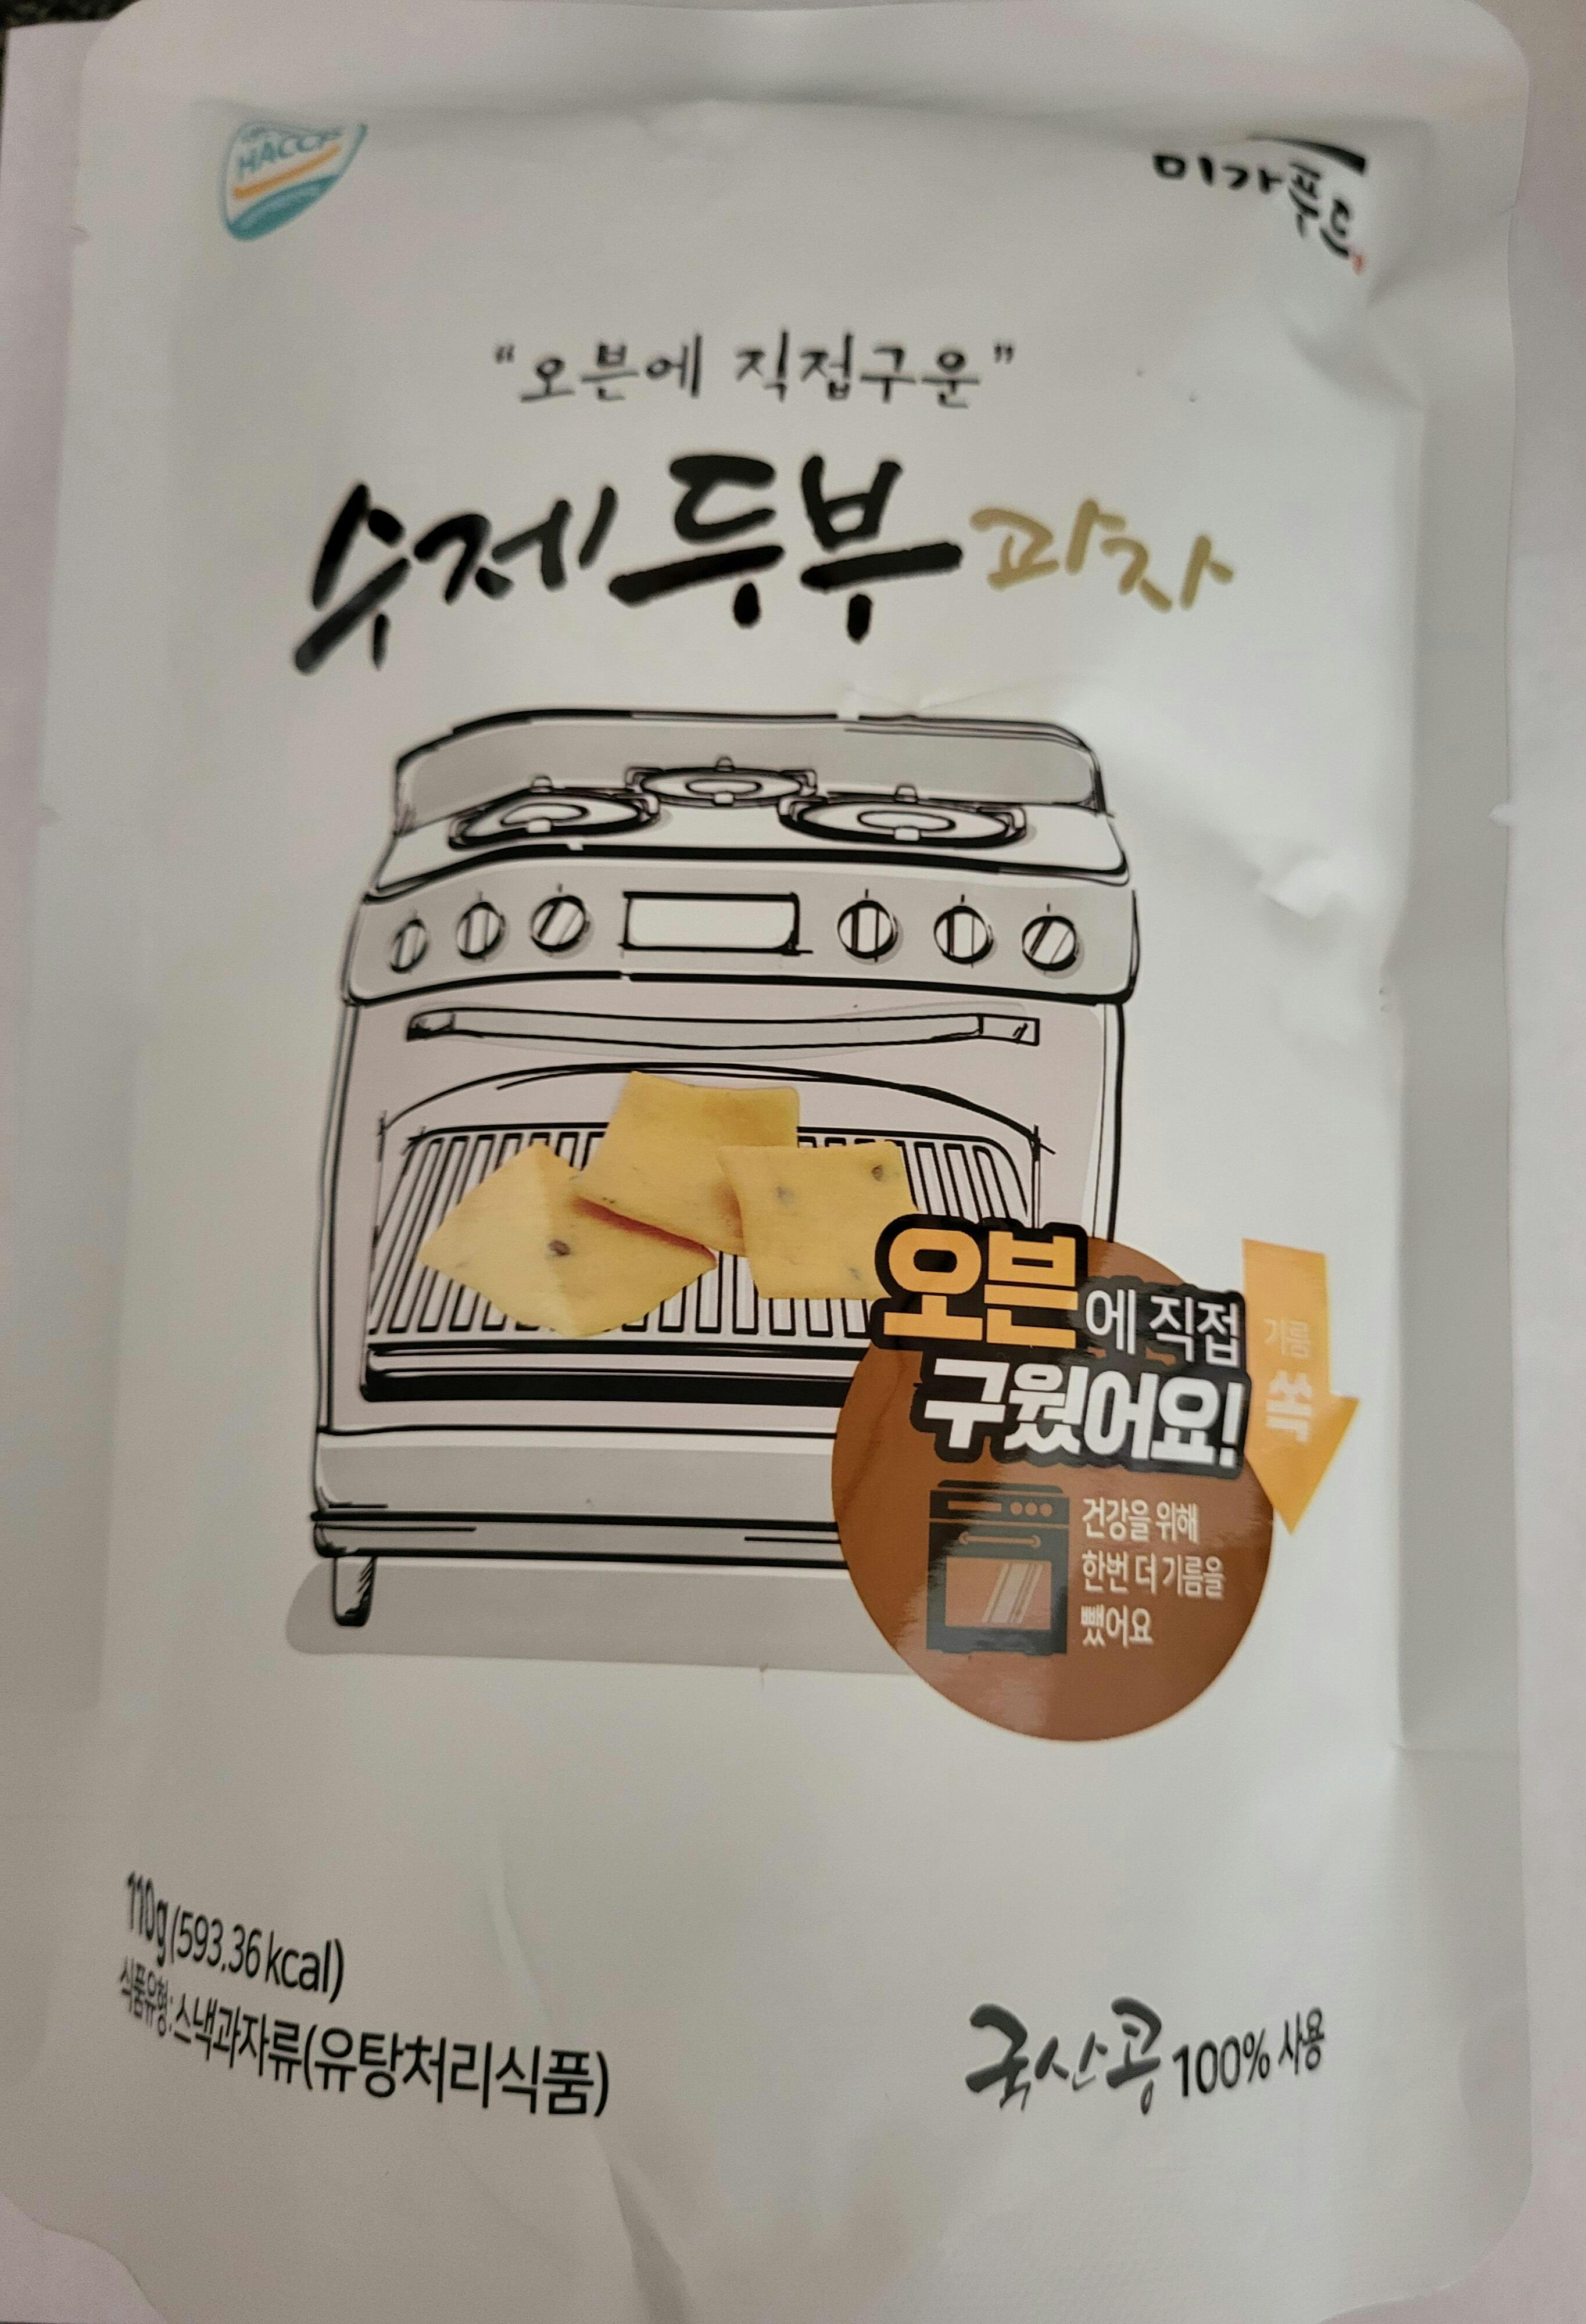 HACCP
미가푸드
“오븐에 직접구운”
수제두부과자
오븐에 직접
구웠어요!
기름
쏙
건강을 위해
한번 더 기름을
뺐어요
110g(593.36kcal)
식품유형:스낵과자류(유탕처리식품)
국산콩 100% 사용